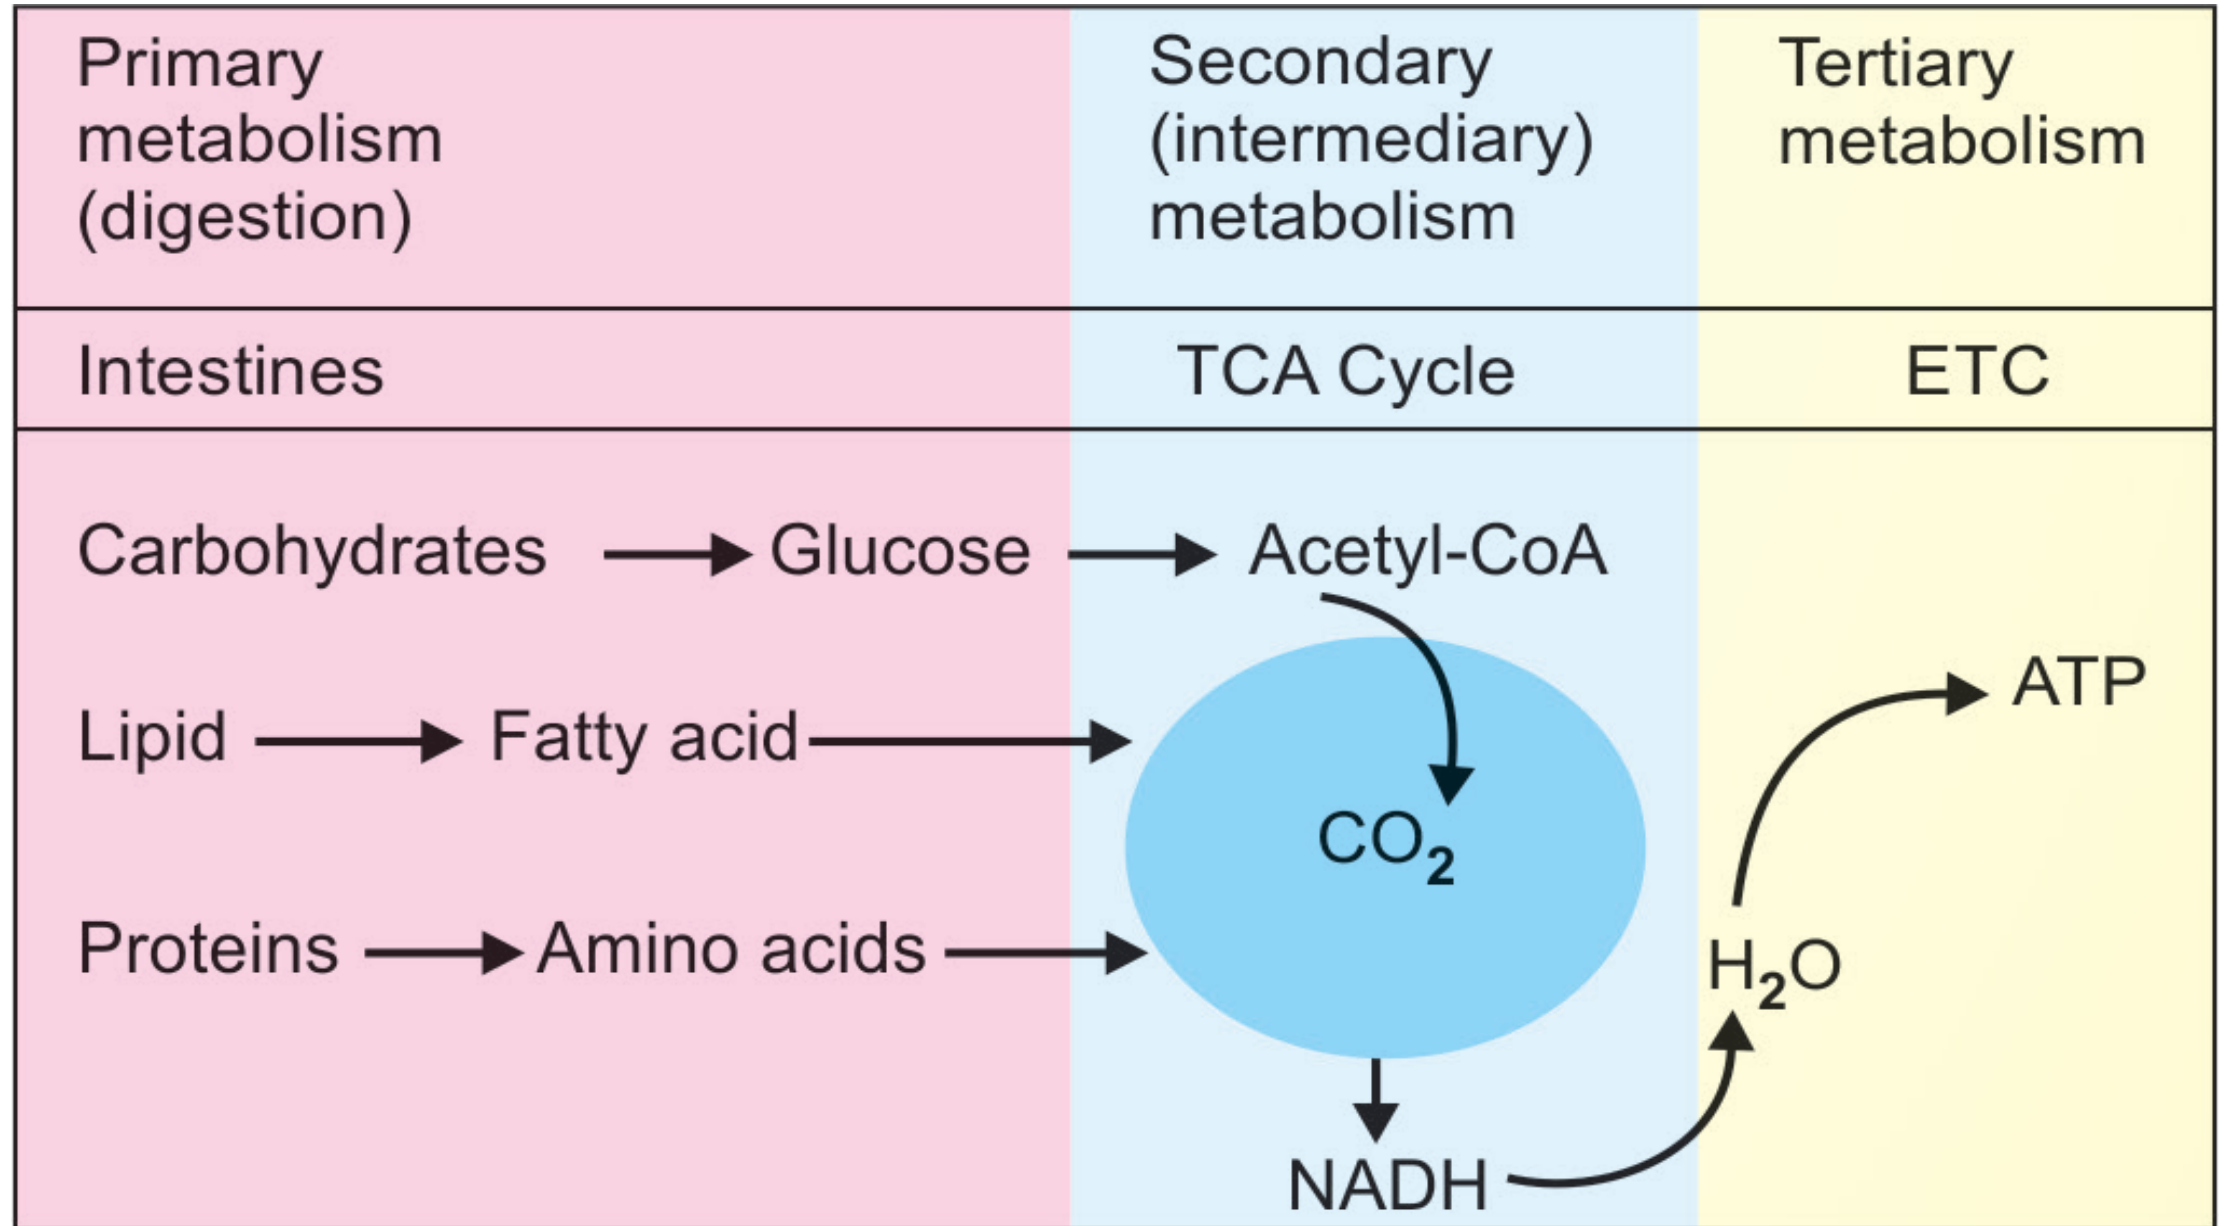 Primary
metabolism
(digestion)
Secondary
(intermediary)
metabolism
Tertiary
metabolism
Intestines
TCA Cycle
ETC
Carbohydrates
Glucose
Acetyl-CoA
Lipid
Fatty acid
CO₂
ATP
Proteins
Amino acids
H₂O
NADH